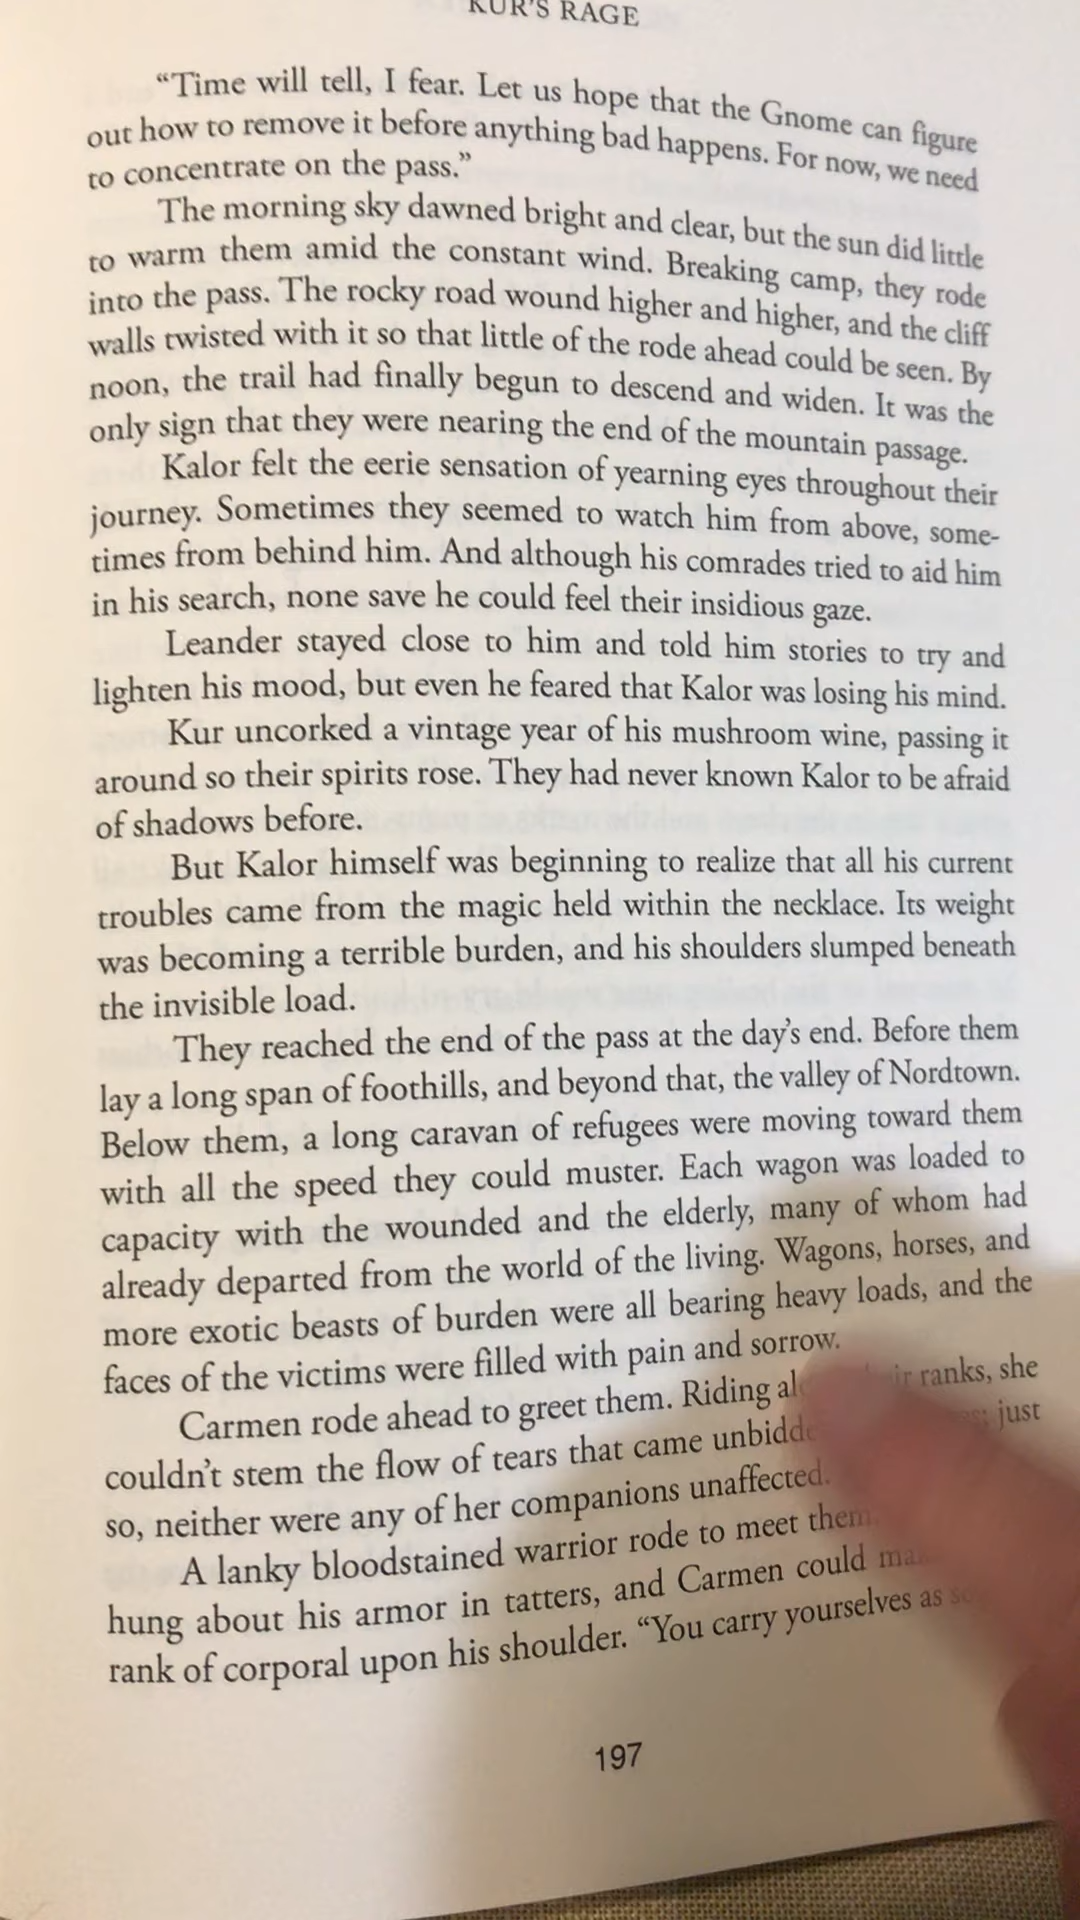 KUR'S RAGE
“Time will tell, I fear. Let us hope that the Gnome can figure
out how to remove it before anything bad happens. For now, we need
to concentrate on the pass.”
The morning sky dawned bright and clear, but the sun did little
to warm them amid the constant wind. Breaking camp, they rode
into the pass. The rocky road wound higher and higher, and the cliff
walls twisted with it so that little of the rode ahead could be seen. By
noon, the trail had finally begun to descend and widen. It was the
only sign that they were nearing the end of the mountain passage.
Kalor felt the eerie sensation of yearning eyes throughout their
journey. Sometimes they seemed to watch him from above, some-
times from behind him. And although his comrades tried to aid him
in his search, none save he could feel their insidious gaze.
Leander stayed close to him and told him stories to try and
lighten his mood, but even he feared that Kalor was losing his mind.
Kur uncorked a vintage year of his mushroom wine, passing it
around so their spirits rose. They had never known Kalor to be afraid
of shadows before.
But Kalor himself was beginning to realize that all his current
troubles came from the magic held within the necklace. Its weight
was becoming a terrible burden, and his shoulders slumped beneath
the invisible load.
They reached the end of the pass at the day’s end. Before them
lay a long span of foothills, and beyond that, the valley of Nordtown.
Below them, a long caravan of refugees were moving toward them
with all the speed they could muster. Each wagon was loaded to
capacity with the wounded and the elderly, many of whom had
already departed from the world of the living. Wagons, horses, and
more exotic beasts of burden were all bearing heavy loads, and the
faces of the victims were filled with pain and sorrow.
Carmen rode ahead to greet them. Riding ranks, she
couldn’t stem the flow of tears that came just
so, neither were any of her companions unaffected.
A lanky bloodstained warrior rode to meet them
hung about his armor in tatters, and Carmen could
rank of corporal upon his shoulder. “You carry yourselves as
197